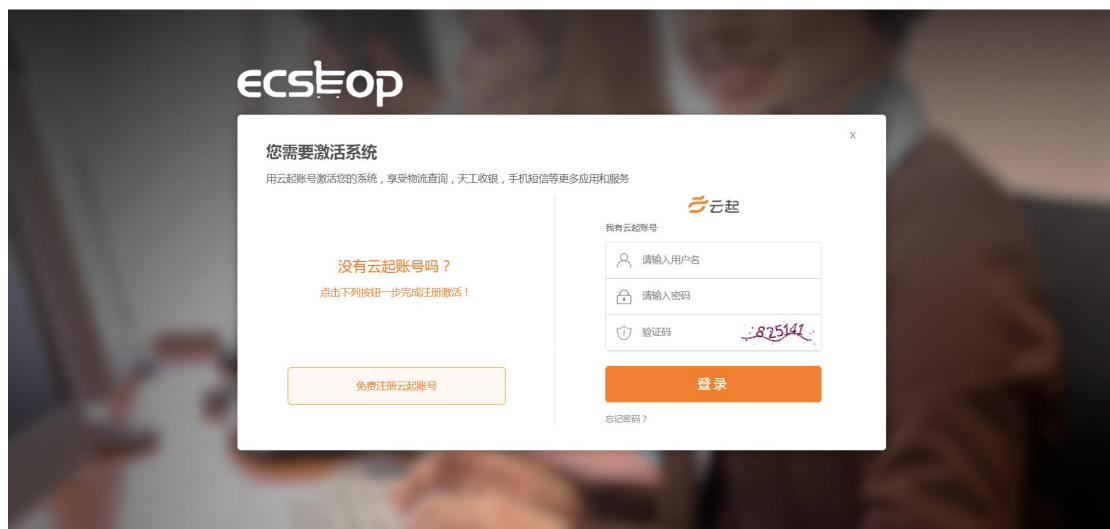 ecshop
x
您需要激活系统
用云起账号激活您的系统，享受物流查询，天工收银，手机短信等更多应用和服务
没有云起账号吗？
点击下列按钮一步完成注册激活！
免费注册云起账号
云起
我有云起账号
请输入用户名
请输入密码
验证码 825141
登录
忘记密码？